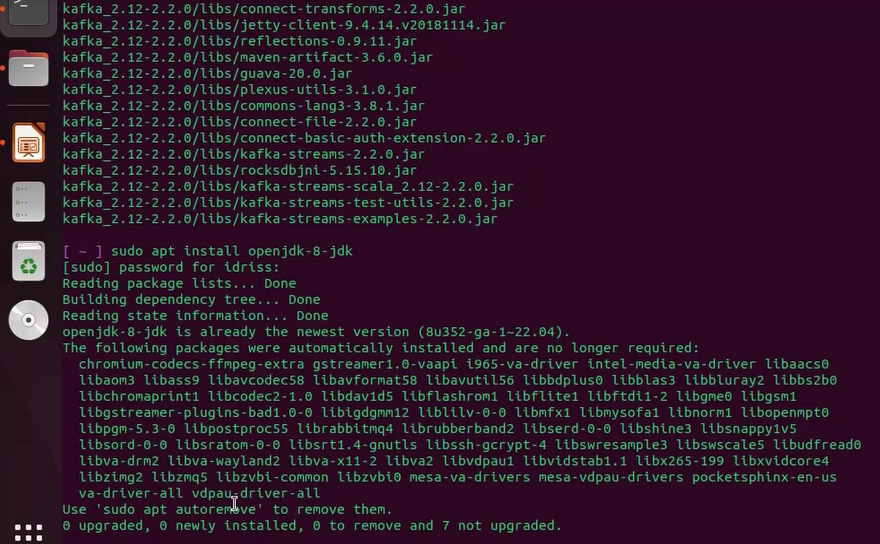 kafka_2.12-2.2.0/libs/connect-transforms-2.2.0.jar
kafka_2.12-2.2.0/libs/jetty-client-9.4.14.v20181114.jar
kafka_2.12-2.2.0/libs/reflections-0.9.11.jar
kafka_2.12-2.2.0/libs/maven-artifact-3.6.0.jar
kafka_2.12-2.2.0/libs/guava-20.0.jar
kafka_2.12-2.2.0/libs/plexus-utils-3.1.0.jar
kafka_2.12-2.2.0/libs/commons-lang3-3.8.1.jar
kafka_2.12-2.2.0/libs/connect-file-2.2.0.jar
kafka_2.12-2.2.0/libs/connect-basic-auth-extension-2.2.0.jar
kafka_2.12-2.2.0/libs/kafka-streams-2.2.0.jar
kafka_2.12-2.2.0/libs/rocksdbjni-5.15.10.jar
kafka_2.12-2.2.0/libs/kafka-streams-scala_2.12-2.2.0.jar
kafka_2.12-2.2.0/libs/kafka-streams-test-utils-2.2.0.jar
kafka_2.12-2.2.0/libs/kafka-streams-examples-2.2.0.jar
[ ~ ] sudo apt install openjdk-8-jdk
[sudo] password for idriss:
Reading package lists... Done
Building dependency tree... Done
Reading state information... Done
openjdk-8-jdk is already the newest version (8u352-ga-1~22.04).
The following packages were automatically installed and are no longer required:
chromium-codecs-ffmpeg-extra gstreamer1.0-vaapi i965-va-driver intel-media-va-driver libaacs0
libaom3 libass9 libavcodec58 libavformat58 libavutil56 libbdplus0 libblas3 libbluray2 libbs2b0
libchromaprint1 libcodec2-1.0 libdav1d5 libflashrom1 libflite1 libftdi1-2 libgme0 libgsm1
libgstreamer-plugins-bad1.0-0 libigdgmm12 liblilv-0-0 libmfx1 libmysofa1 libnorm1 libopenmpt0
libpgm-5.3-0 libpostproc55 librabbitmq4 librubberband2 libserd-0-0 libshine3 libsnappy1v5
libsord-0-0 libsratom-0-0 libsrt1.4-gnutls libssh-gcrypt-4 libswresample3 libswscale5 libudfread0
libva-drm2 libva-wayland2 libva-x11-2 libva2 libvdpau1 libvidstab1.1 libx265-199 libxvidcore4
libzimg2 libzmq5 libzvbi-common libzvbi0 mesa-va-drivers mesa-vdpau-drivers pocketsphinx-en-us
va-driver-all vdpau-driver-all
Use 'sudo apt autoremove' to remove them.
0 upgraded, 0 newly installed, 0 to remove and 7 not upgraded.